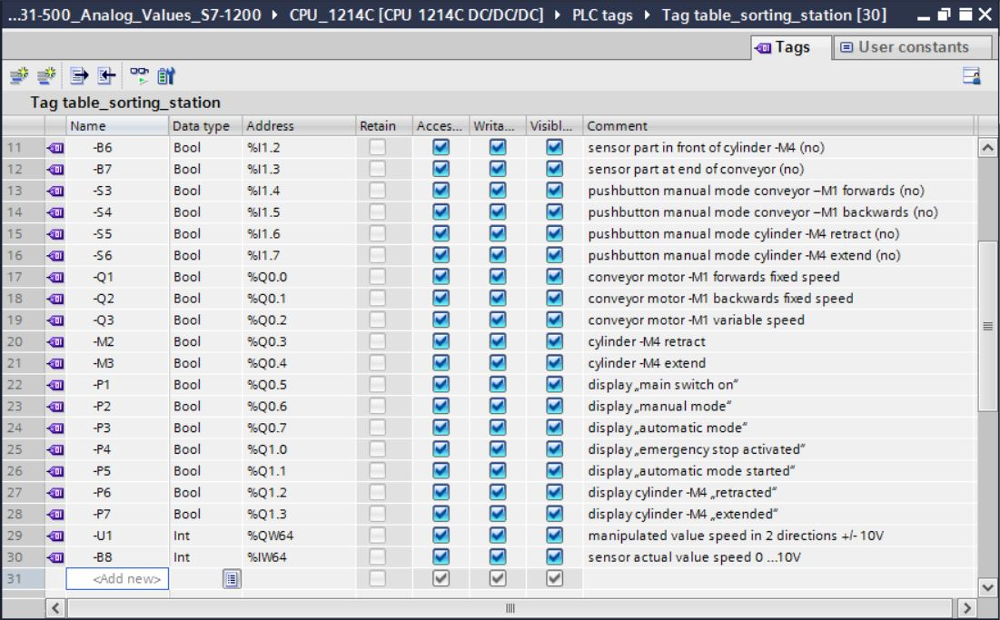 ..31-500_Analog_Values_S7-1200 ▸ CPU_1214C [CPU 1214C DC/DC/DC] ▸ PLC tags ▸ Tag table_sorting_station [30]
Tags User constants
Tag table_sorting_station
Name Data type Address Retain Acces... Writa... Visibl... Comment
11 -B6 Bool %I1.2 sensor part in front of cylinder -M4 (no)
12 -B7 Bool %I1.3 sensor part at end of conveyor (no)
13 -S3 Bool %I1.4 pushbutton manual mode conveyor –M1 forwards (no)
14 -S4 Bool %I1.5 pushbutton manual mode conveyor –M1 backwards (no)
15 -S5 Bool %I1.6 pushbutton manual mode cylinder -M4 retract (no)
16 -S6 Bool %I1.7 pushbutton manual mode cylinder -M4 extend (no)
17 -Q1 Bool %Q0.0 conveyor motor -M1 forwards fixed speed
18 -Q2 Bool %Q0.1 conveyor motor -M1 backwards fixed speed
19 -Q3 Bool %Q0.2 conveyor motor -M1 variable speed
20 -M2 Bool %Q0.3 cylinder -M4 retract
21 -M3 Bool %Q0.4 cylinder -M4 extend
22 -P1 Bool %Q0.5 display „main switch on“
23 -P2 Bool %Q0.6 display „manual mode“
24 -P3 Bool %Q0.7 display „automatic mode“
25 -P4 Bool %Q1.0 display „emergency stop activated“
26 -P5 Bool %Q1.1 display „automatic mode started“
27 -P6 Bool %Q1.2 display cylinder -M4 „retracted“
28 -P7 Bool %Q1.3 display cylinder -M4 „extended“
29 -U1 Int %QW64 manipulated value speed in 2 directions +/- 10V
30 -B8 Int %IW64 sensor actual value speed 0 ...10V
31 <Add new>